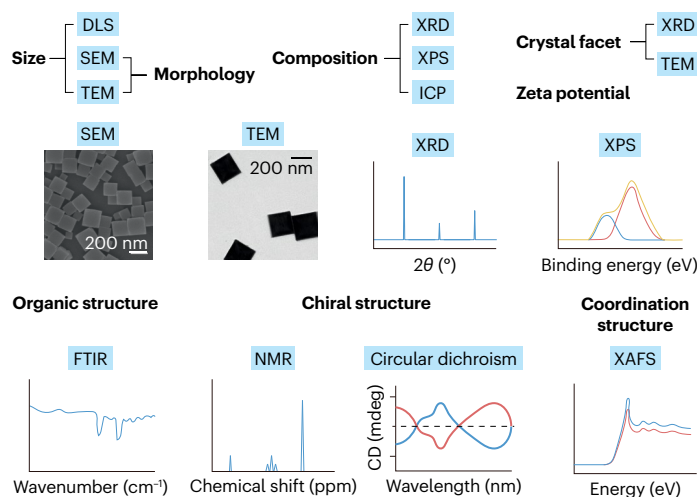 Size
DLS
SEM
TEM
Morphology
Composition
XRD
XPS
ICP
Crystal facet
XRD
TEM
Zeta potential
SEM
200 nm
TEM
200 nm
XRD
2θ (°)
XPS
Binding energy (eV)
Organic structure
FTIR
Wavenumber (cm⁻¹)
Chiral structure
NMR
Chemical shift (ppm)
Circular dichroism
CD (mdeg)
Wavelength (nm)
Coordination
structure
XAFS
Energy (eV)